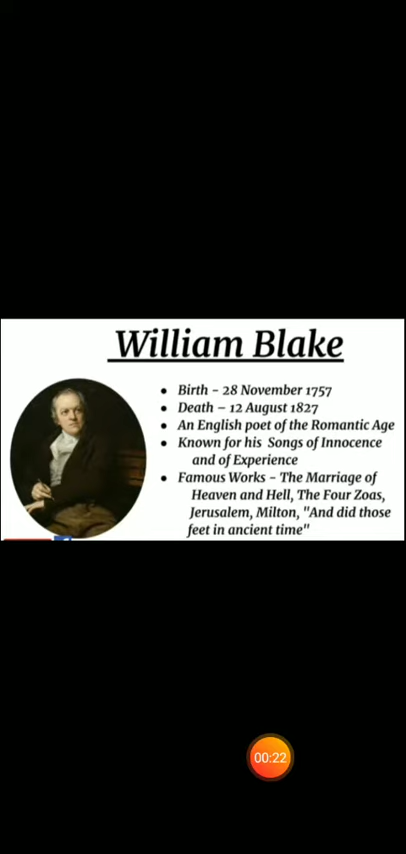 William Blake
• Birth - 28 November 1757
• Death – 12 August 1827
• An English poet of the Romantic Age
• Known for his Songs of Innocence
and of Experience
• Famous Works - The Marriage of
Heaven and Hell, The Four Zoas,
Jerusalem, Milton, "And did those
feet in ancient time"
00:22